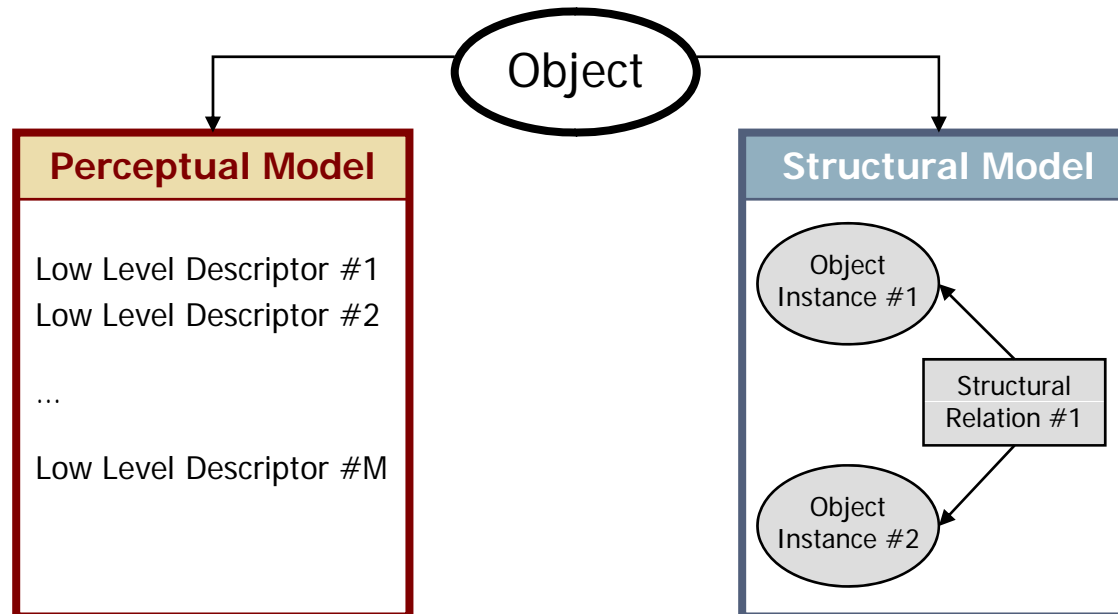 Object
Perceptual Model
Low Level Descriptor #1
Low Level Descriptor #2
...
Low Level Descriptor #M
Structural Model
Object
Instance #1
Structural
Relation #1
Object
Instance #2